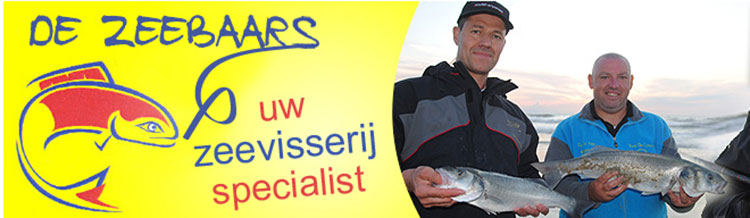 DE ZEEBAARS
uw
zeevisserij
specialist